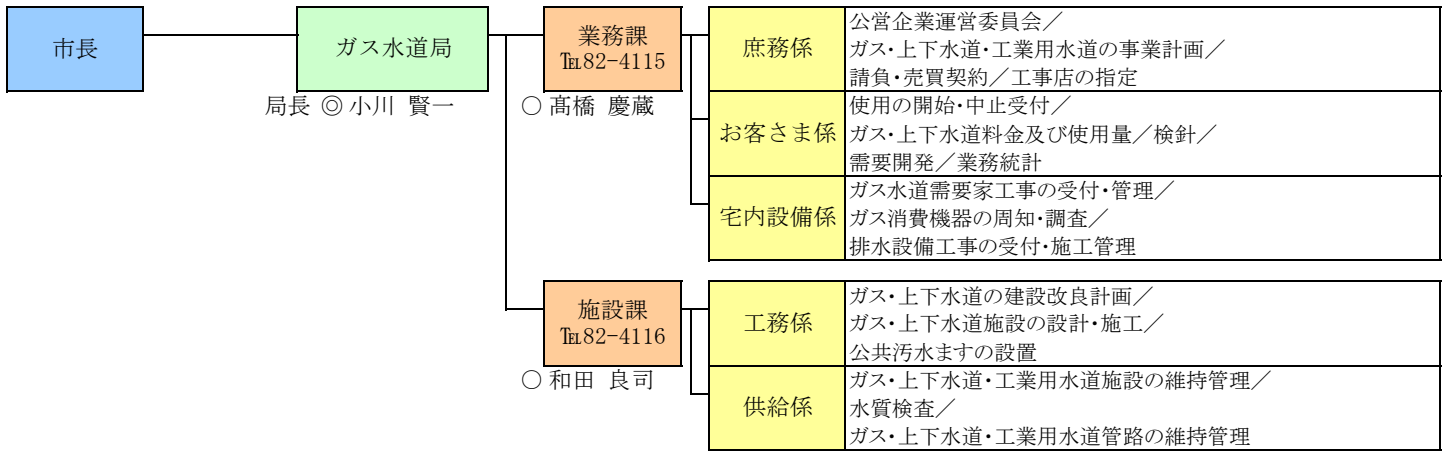 市長
ガス水道局
局長 ◎ 小川 賢一
業務課
℡82-4115
○ 髙橋 慶蔵
庶務係
公営企業運営委員会／
ガス・上下水道・工業用水道の事業計画／
請負・売買契約／工事店の指定
お客さま係
使用の開始・中止受付／
ガス・上下水道料金及び使用量／検針／
需要開発／業務統計
宅内設備係
ガス水道需要家工事の受付・管理／
ガス消費機器の周知・調査／
排水設備工事の受付・施工管理
施設課
℡82-4116
○ 和田 良司
工務係
ガス・上下水道の建設改良計画／
ガス・上下水道施設の設計・施工／
公共汚水ますの設置
供給係
ガス・上下水道・工業用水道施設の維持管理／
水質検査／
ガス・上下水道・工業用水道管路の維持管理